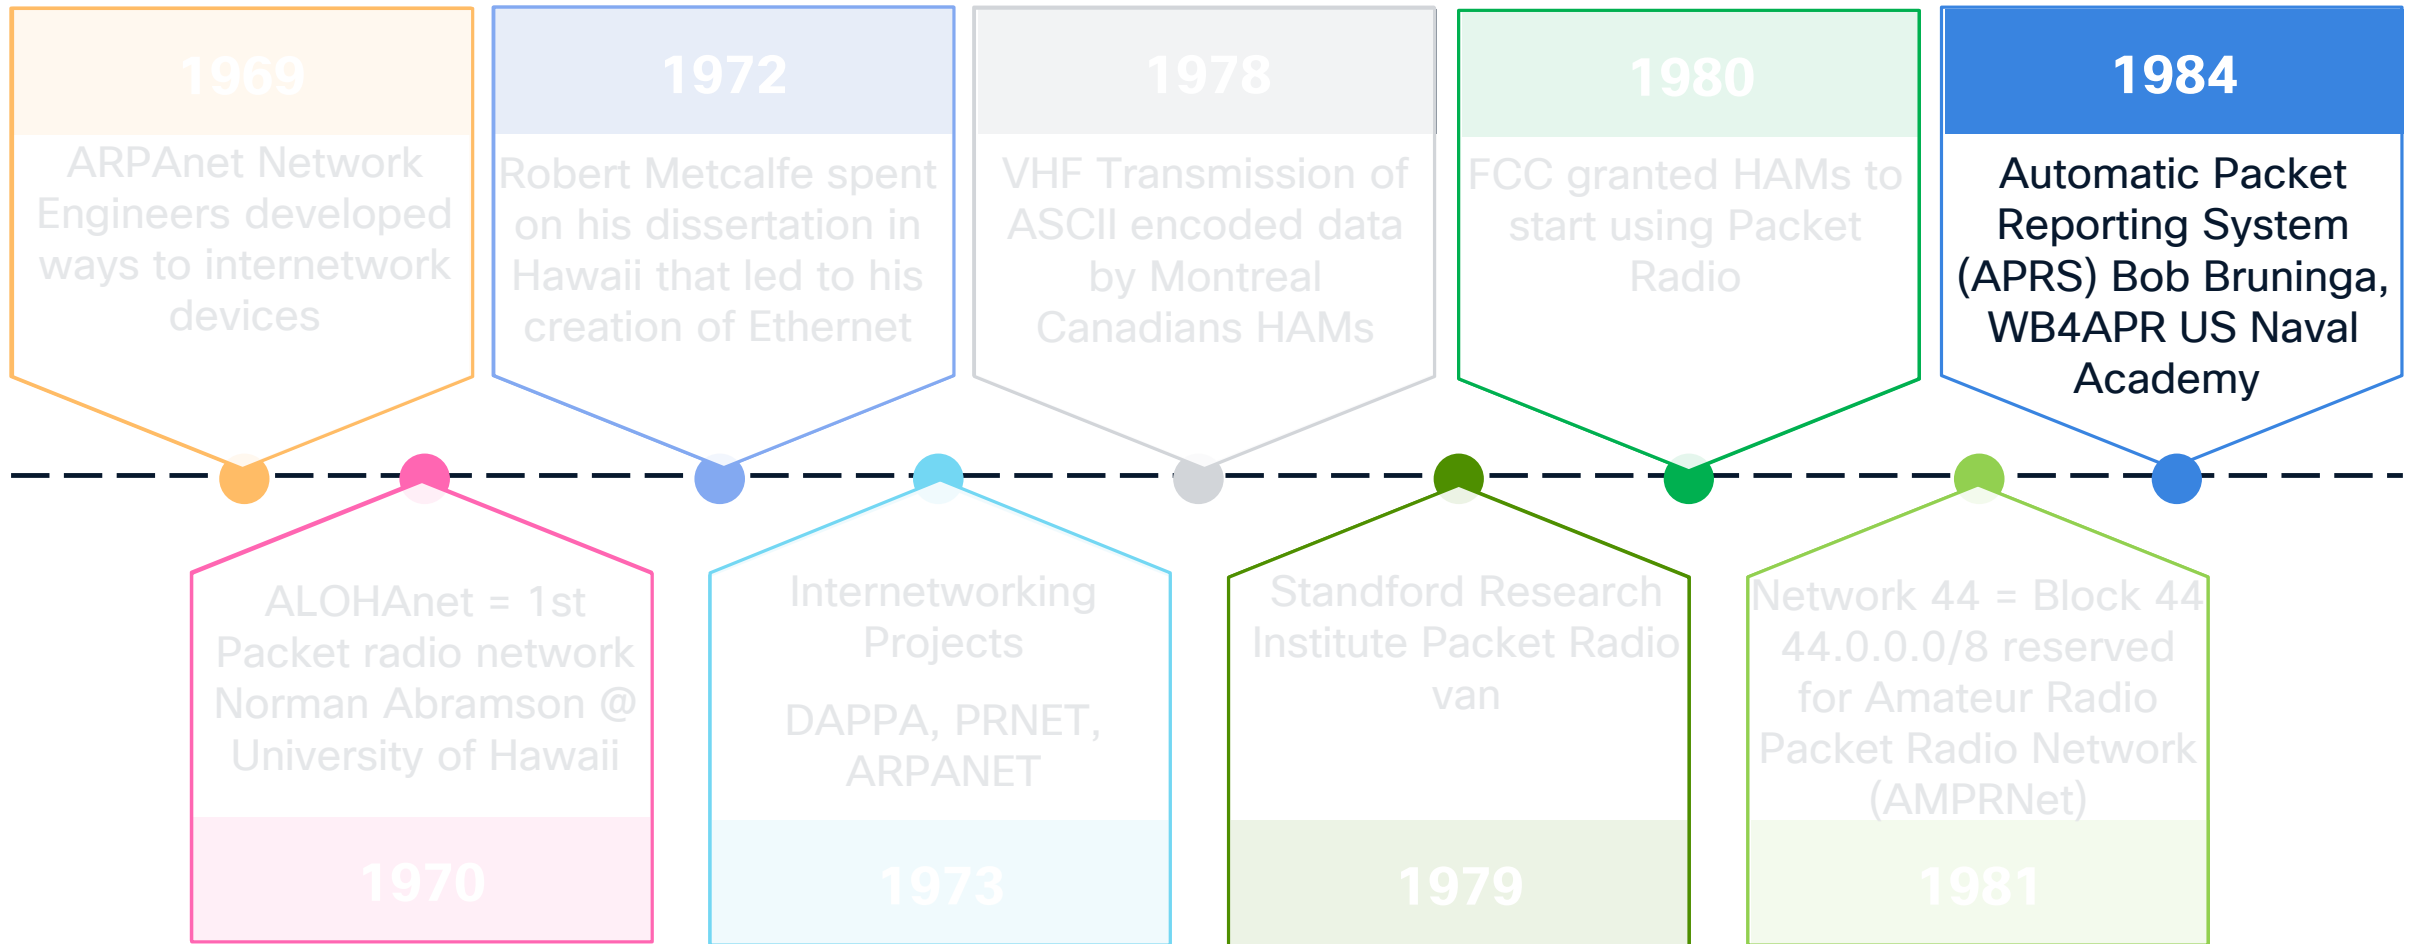 1969
ARPAnet Network
Engineers developed
ways to internetwork
devices
1972
Robert Metcalfe spent
on his dissertation in
Hawaii that led to his
creation of Ethernet
1978
VHF Transmission of
ASCII encoded data
by Montreal
Canadians HAMs
1980
FCC granted HAMs to
start using Packet
Radio
1984
Automatic Packet
Reporting System
(APRS) Bob Bruninga,
WB4APR US Naval
Academy
ALOHAnet = 1st
Packet radio network
Norman Abramson @
University of Hawaii
1970
Internetworking
Projects
DAPPA, PRNET,
ARPANET
1973
Standford Research
Institute Packet Radio
van
1979
Network 44 = Block 44
44.0.0.0/8 reserved
for Amateur Radio
Packet Radio Network
(AMPRNet)
1981